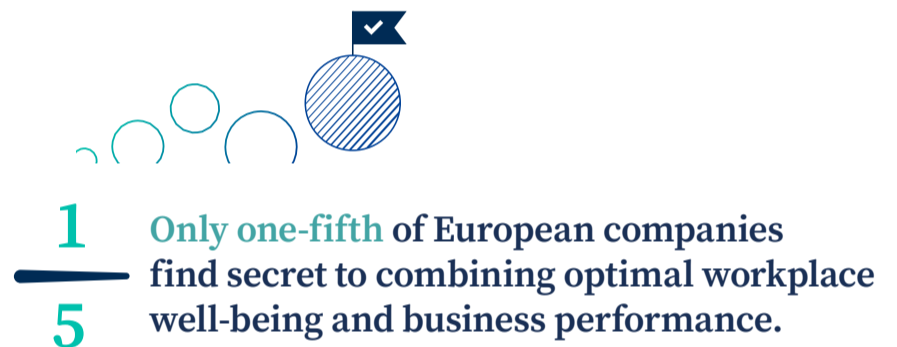 1
5
Only one-fifth of European companies
find secret to combining optimal workplace
well-being and business performance.